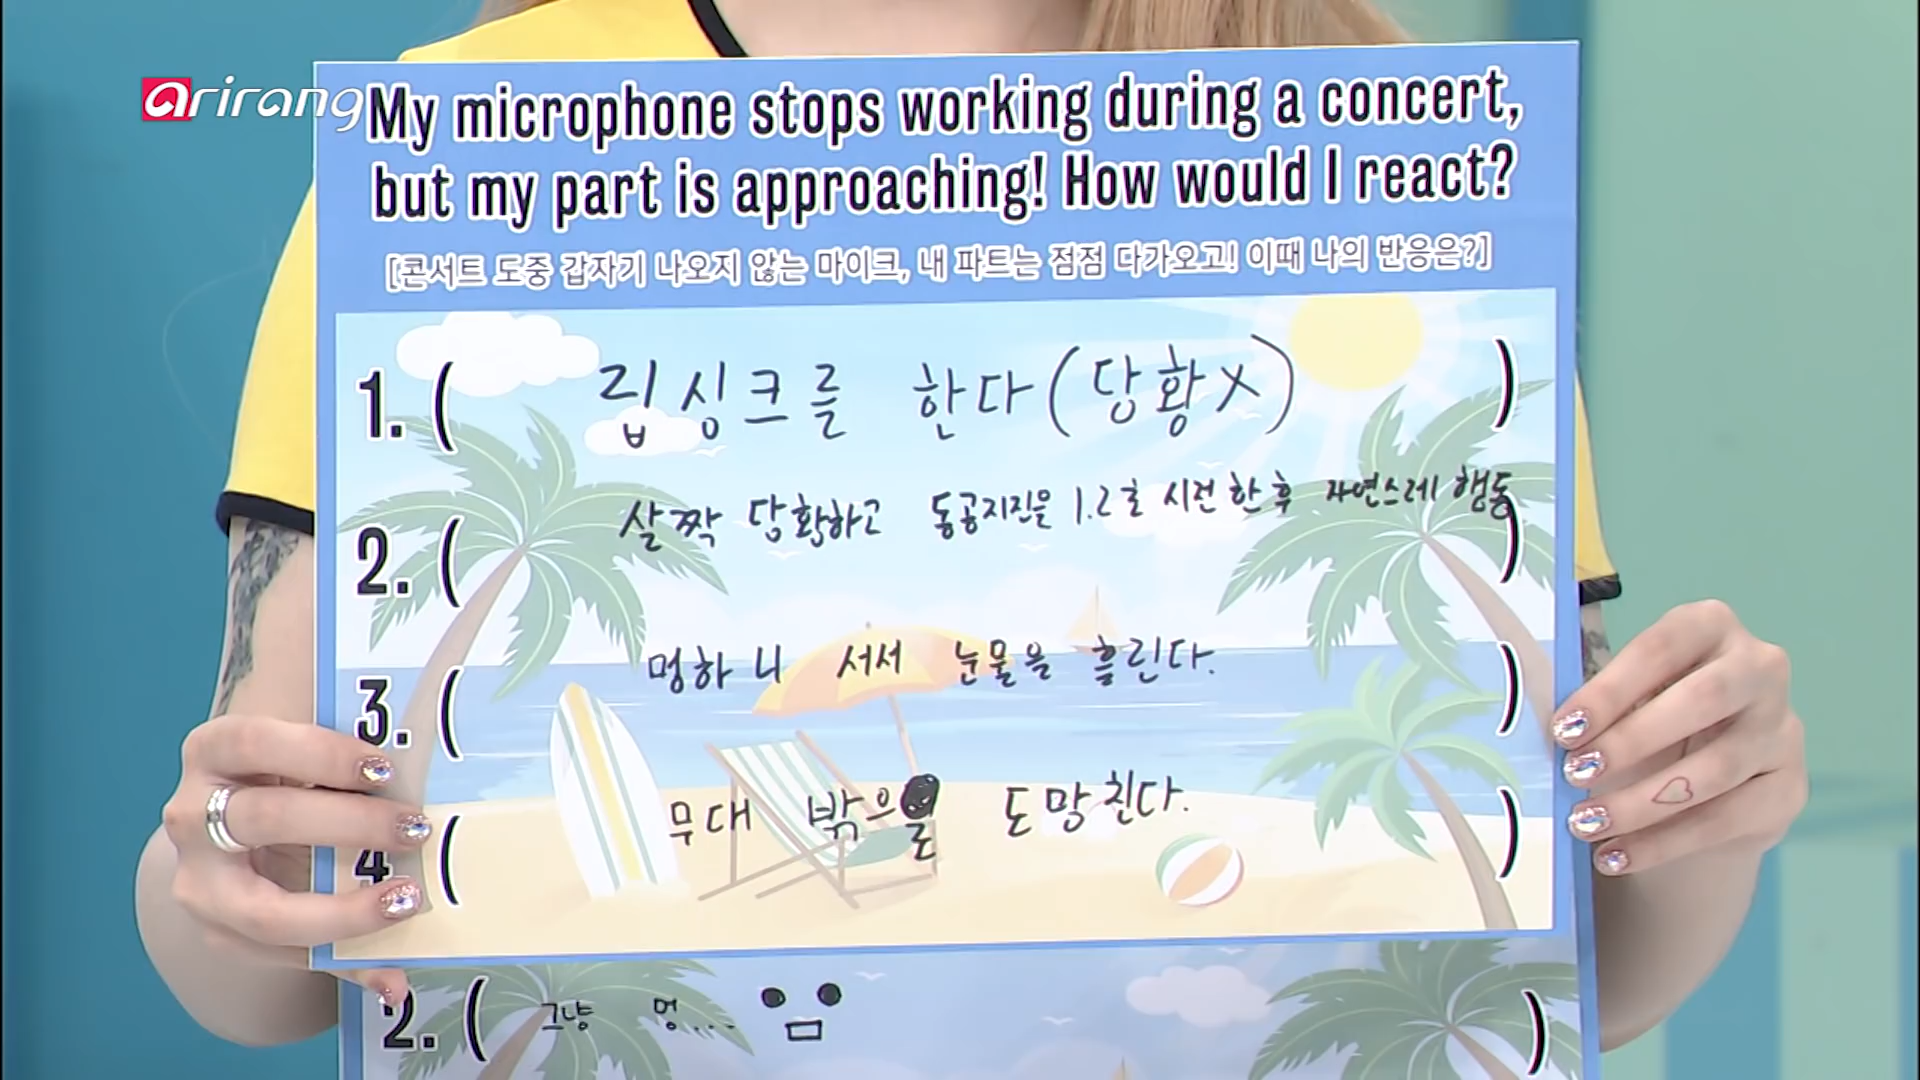 arirang
My microphone stops working during a concert,
but my part is approaching! How would I react?
[콘서트 도중 갑자기 나오지 않는 마이크, 내 파트는 점점 다가오고! 이때 나의 반응은?]
1. ( 립싱크를 한다 (당황X) )
2. ( 살짝 당황하고 동공지진을 1.2초 시전 한 후 자연스레 행동 )
3. ( 멍하니 서서 눈물을 흘린다. )
4. ( 무대 밖으로 도망친다. )
2. ( 그냥 멍... )